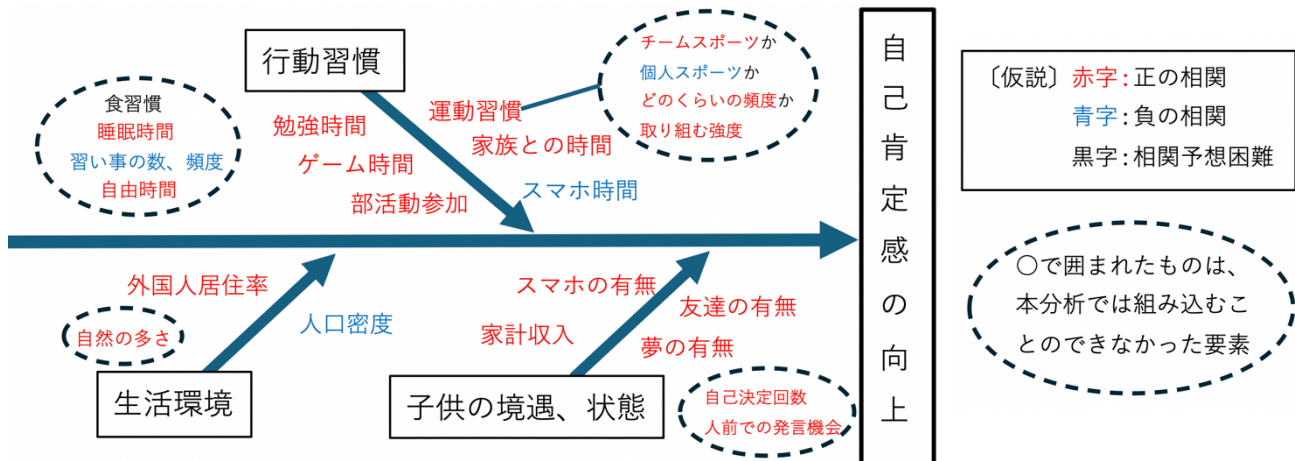 行動習慣
食習慣
睡眠時間
習い事の数、頻度
自由時間
勉強時間
ゲーム時間
部活動参加
運動習慣
家族との時間
スマホ時間
チームスポーツか
個人スポーツか
どのくらいの頻度か
取り組む強度
外国人居住率
自然の多さ
人口密度
生活環境
スマホの有無
家計収入
友達の有無
夢の有無
子供の境遇、状態
自己決定回数
人前での発言機会
自己肯定感の向上
〔仮説〕赤字:正の相関
青字:負の相関
黒字:相関予想困難
〇で囲まれたものは、
本分析では組み込むこ
とのできなかった要素